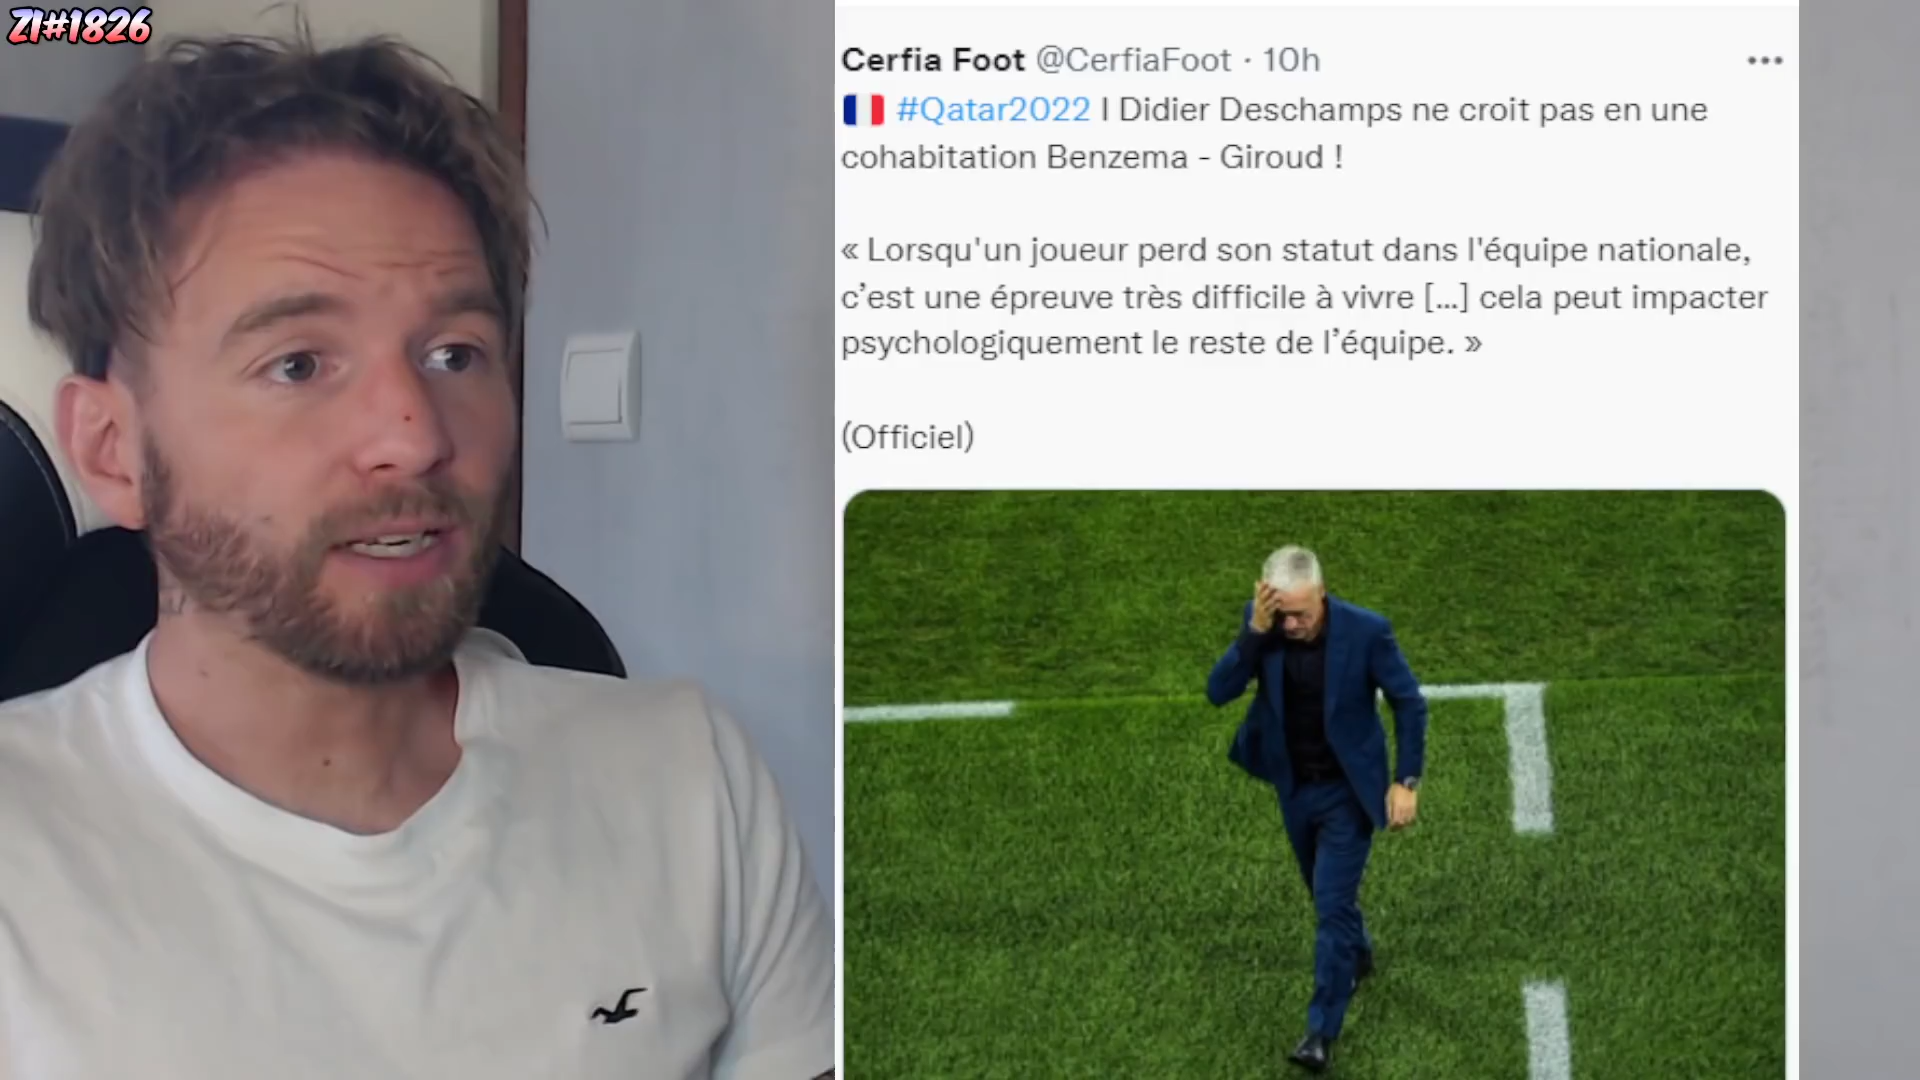 ZI#1826
Cerfia Foot @CerfiaFoot · 10h
#Qatar2022 I Didier Deschamps ne croit pas en une
cohabitation Benzema - Giroud !
« Lorsqu'un joueur perd son statut dans l'équipe nationale,
c’est une épreuve très difficile à vivre [...] cela peut impacter
psychologiquement le reste de l’équipe. »
(Officiel)